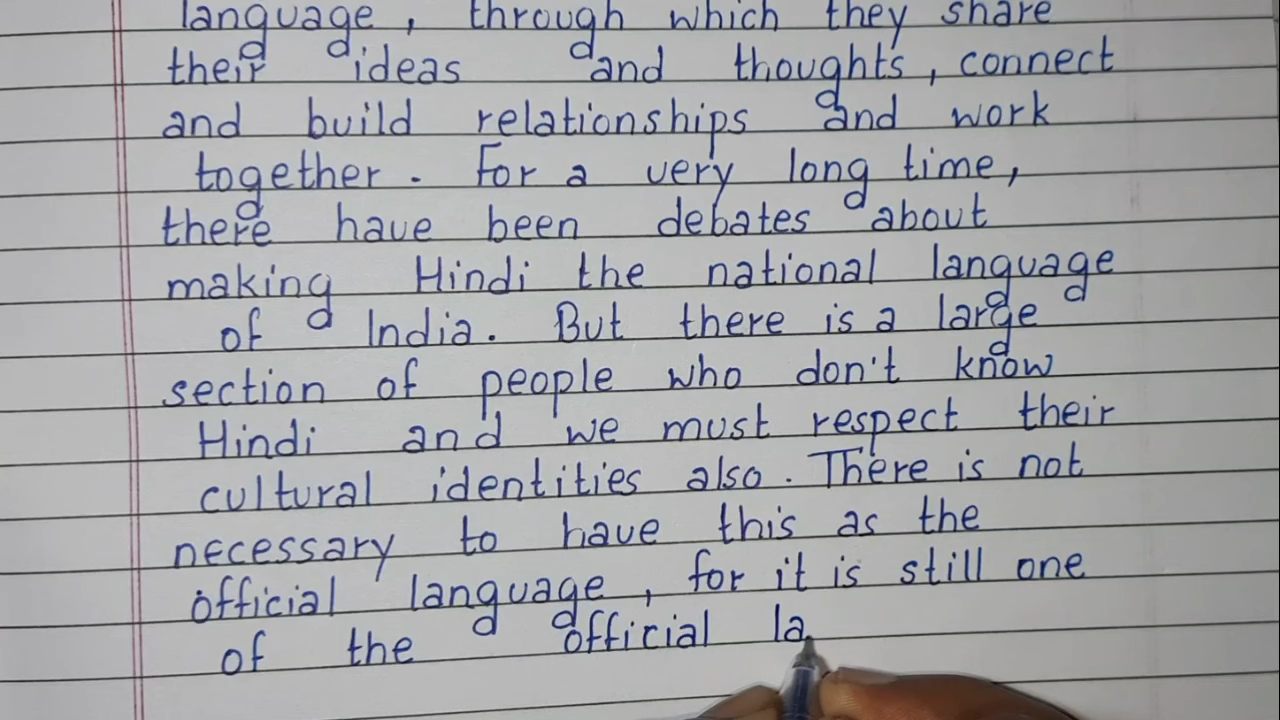 language, through which they share
their ideas and thoughts, connect
and build relationships and work
together. For a very long time,
there have been debates about
making Hindi the national language
of India. But there is a large
section of people who don't know
Hindi and we must respect their
cultural identities also. There is not
necessary to have this as the
official language, for it is still one
of the official la